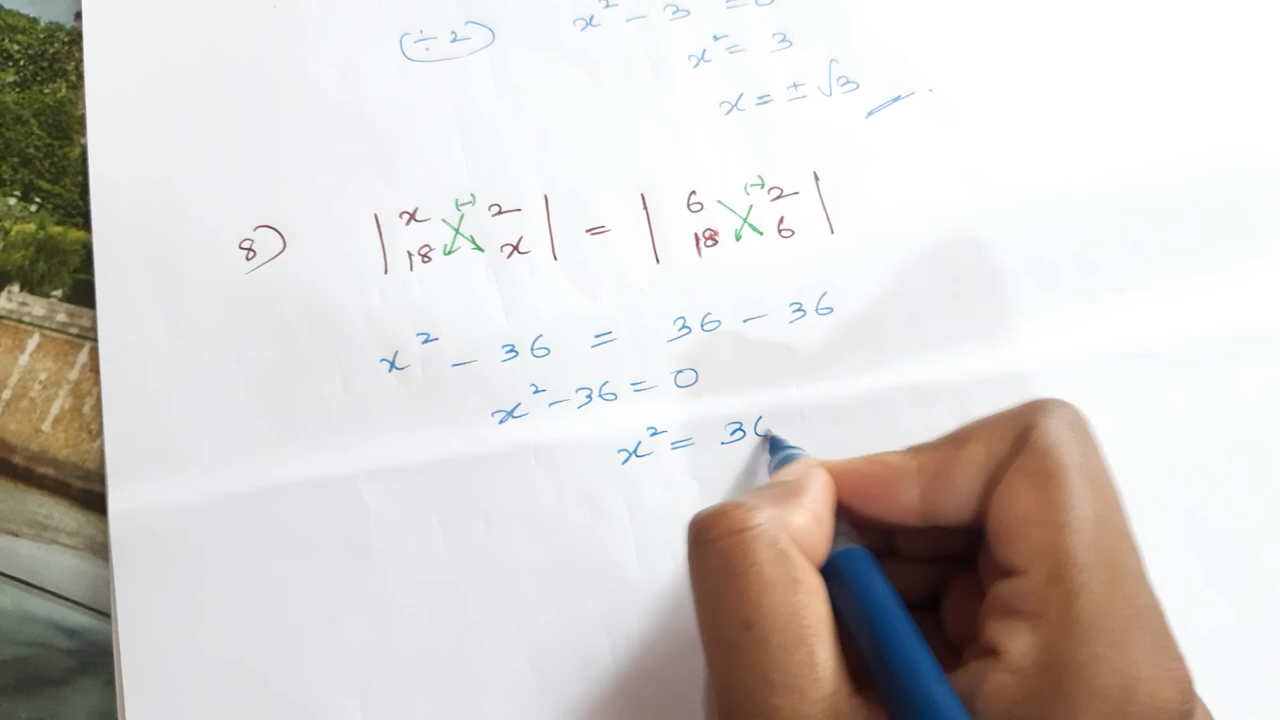 (÷2) x² - 3 = 0
x² = 3
x = ±√3
8) | x (-) 2 | = | 6 (-) 2 |
| 18 x | | 18 6 |
x² - 36 = 36 - 36
x² - 36 = 0
x² = 36